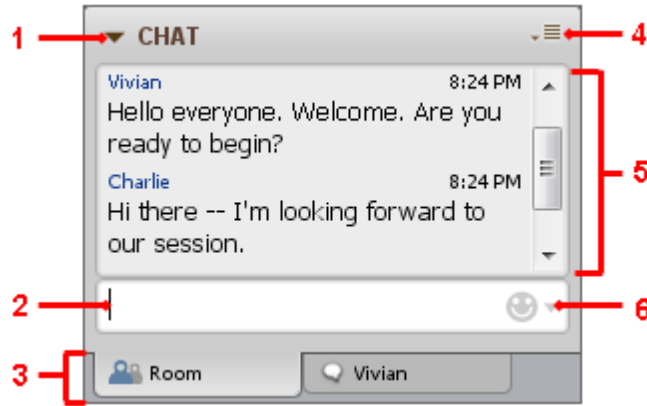 1 CHAT 4
Vivian 8:24 PM
Hello everyone. Welcome. Are you
ready to begin?
Charlie 8:24 PM
Hi there -- I'm looking forward to
our session.
5
2 6
3 Room Vivian